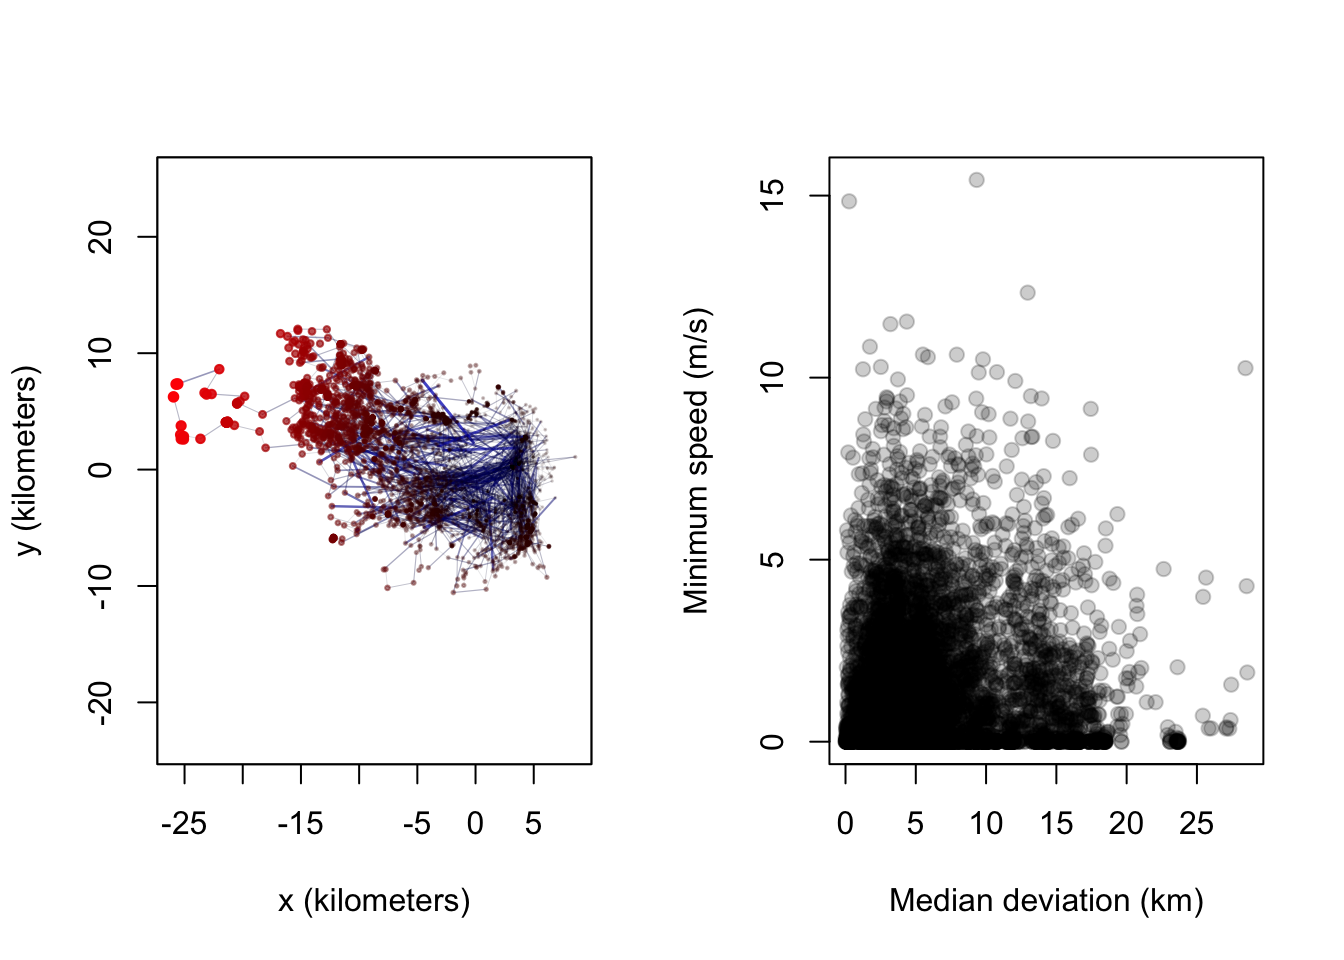 20
10
0
-10
-20
y (kilometers)
-25 -15 -5 0 5
x (kilometers)
15
10
5
0
Minimum speed (m/s)
0 5 10 15 20 25
Median deviation (km)